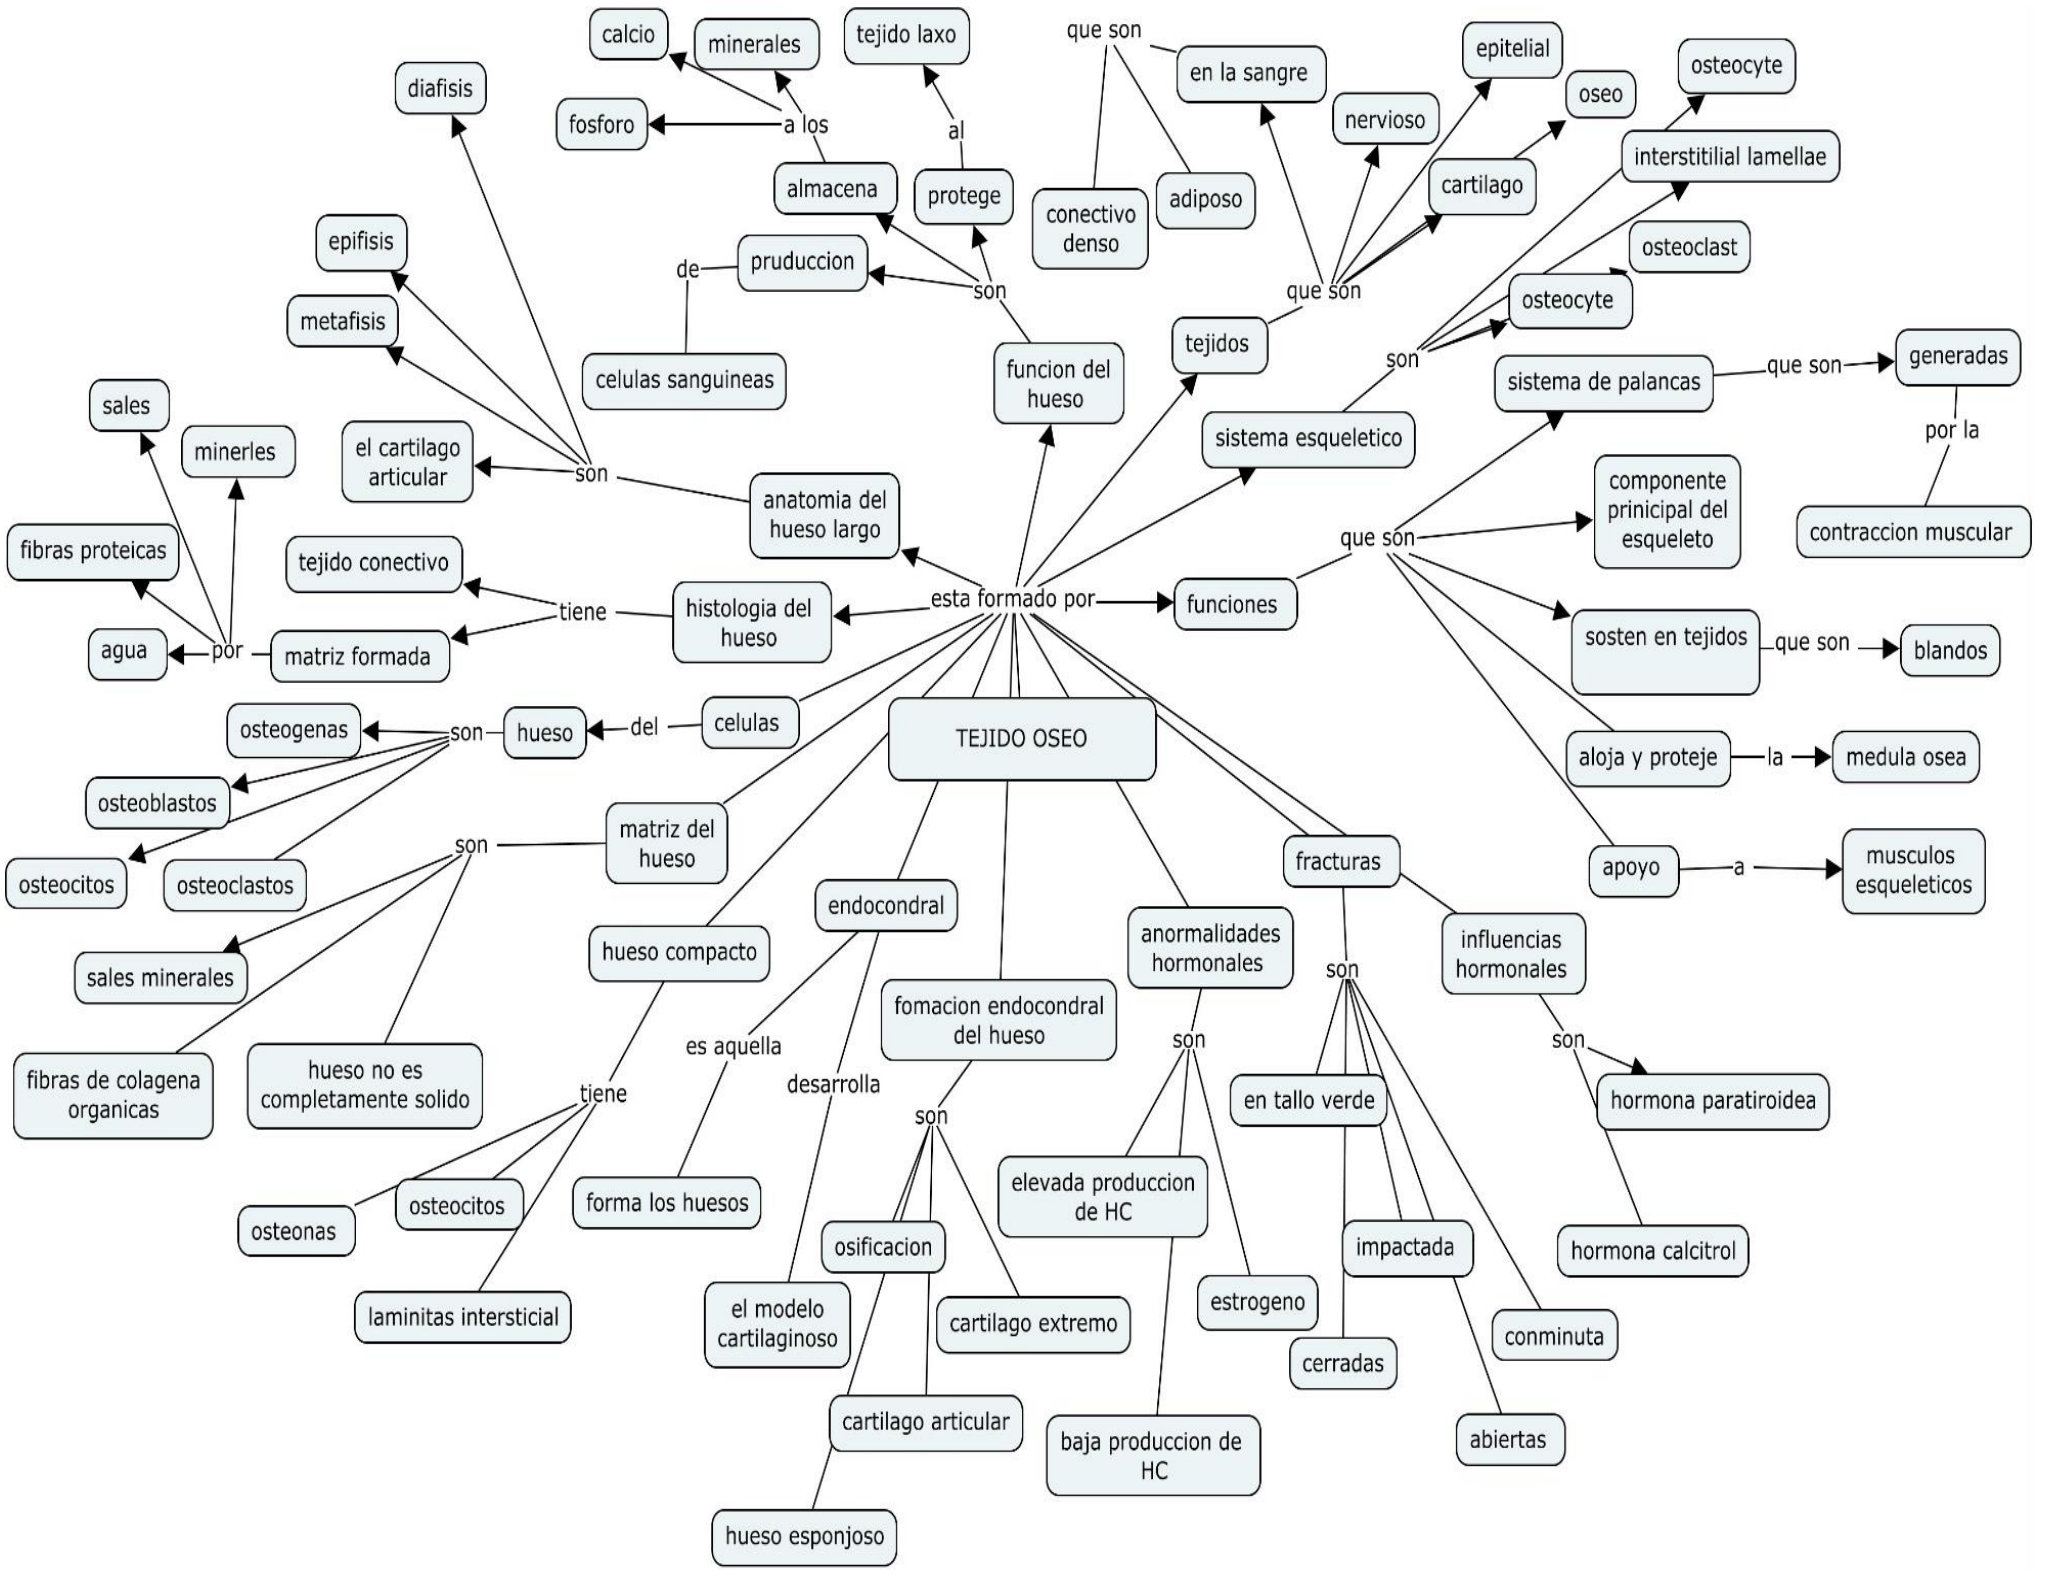 calcio
minerales
tejido laxo
que son
en la sangre
epitelial
osteocyte
diafisis
oseo
fosforo
a los
al
nervioso
interstitilial lamellae
almacena
protege
conectivo
denso
adiposo
cartilago
epifisis
de
pruduccion
son
que son
osteoclast
osteocyte
metafisis
celulas sanguineas
funcion del
hueso
tejidos
son
sistema de palancas
que son
generadas
sales
minerles
el cartilago
articular
son
anatomia del
hueso largo
sistema esqueletico
por la
componente
prinicipal del
esqueleto
contraccion muscular
fibras proteicas
tejido conectivo
que son
tiene
histologia del
hueso
esta formado por
funciones
agua
por
matriz formada
sosten en tejidos
que son
blandos
osteogenas
son
hueso
del
celulas
TEJIDO OSEO
aloja y proteje
la
medula osea
osteoblastos
osteocitos
osteoclastos
son
matriz del
hueso
fracturas
apoyo
a
musculos
esqueleticos
endocondral
hueso compacto
anormalidades
hormonales
influencias
hormonales
sales minerales
son
fomacion endocondral
del hueso
es aquella
son
son
fibras de colagena
organicas
hueso no es
completamente solido
tiene
desarrolla
son
en tallo verde
hormona paratiroidea
osteonas
osteocitos
forma los huesos
elevada produccion
de HC
osificacion
impactada
hormona calcitrol
laminitas intersticial
el modelo
cartilaginoso
cartilago extremo
estrogeno
cerradas
conminuta
cartilago articular
baja produccion de
HC
abiertas
hueso esponjoso